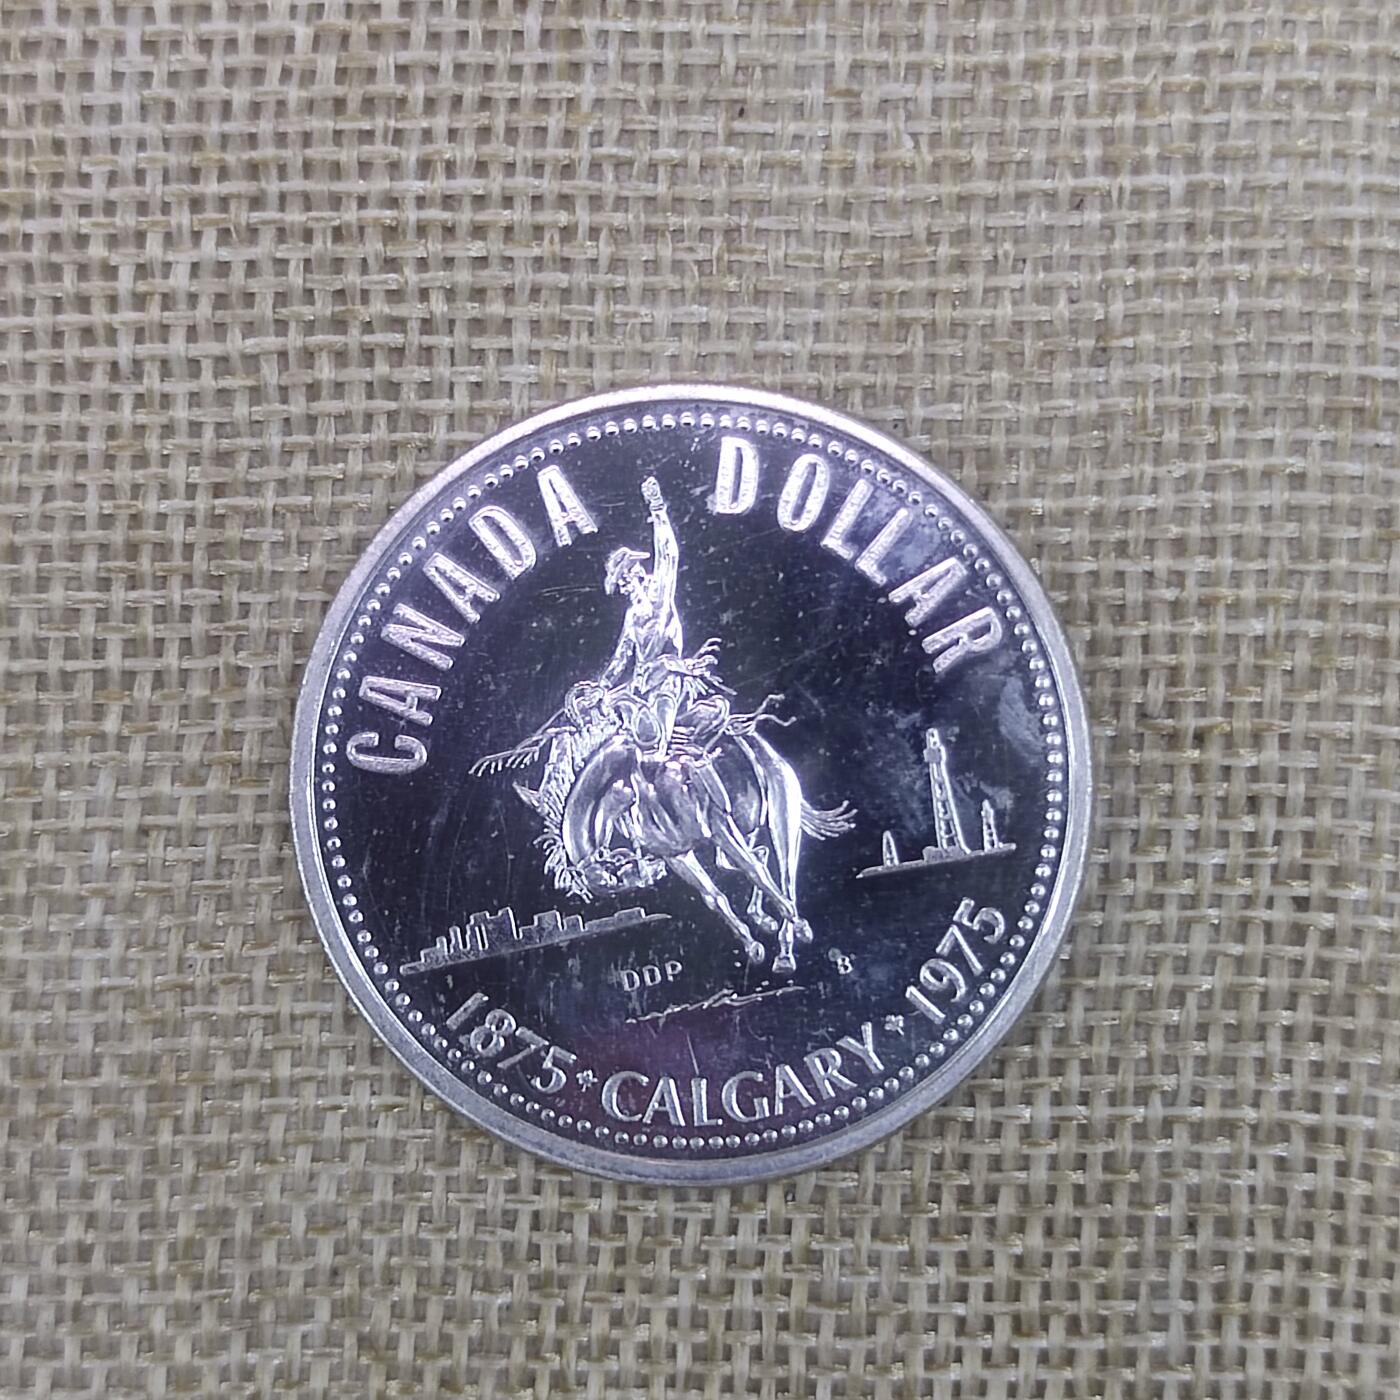 CANADA DOLLAR
DDP
B
1875 * CALGARY * 1975